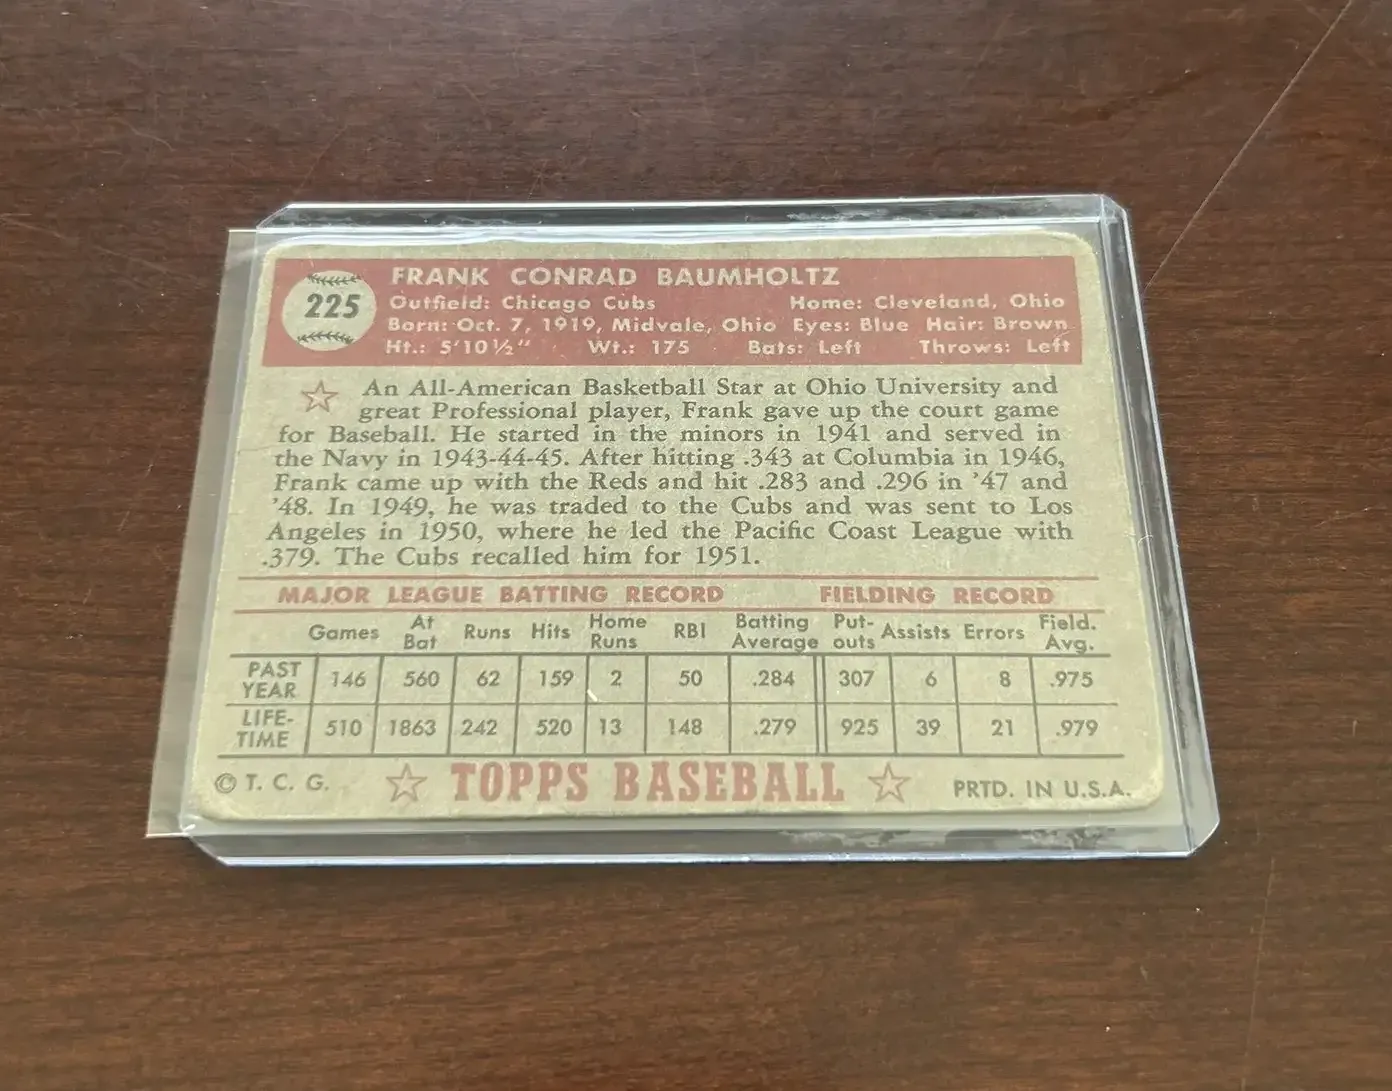 225
FRANK CONRAD BAUMHOLTZ
Outfield: Chicago Cubs Home: Cleveland, Ohio
Born: Oct. 7, 1919, Midvale, Ohio Eyes: Blue Hair: Brown
Ht.: 5'10½" Wt.: 175 Bats: Left Throws: Left
An All-American Basketball Star at Ohio University and
great Professional player, Frank gave up the court game
for Baseball. He started in the minors in 1941 and served in
the Navy in 1943-44-45. After hitting .343 at Columbia in 1946,
Frank came up with the Reds and hit .283 and .296 in '47 and
'48. In 1949, he was traded to the Cubs and was sent to Los
Angeles in 1950, where he led the Pacific Coast League with
.379. The Cubs recalled him for 1951.
MAJOR LEAGUE BATTING RECORD FIELDING RECORD
Games At Bat Runs Hits Home Runs RBI Batting Average Put-outs Assists Errors Field. Avg.
PAST YEAR 146 560 62 159 2 50 .284 307 6 8 .975
LIFE-TIME 510 1863 242 520 13 148 .279 925 39 21 .979
© T. C. G. TOPPS BASEBALL PRTD. IN U.S.A.